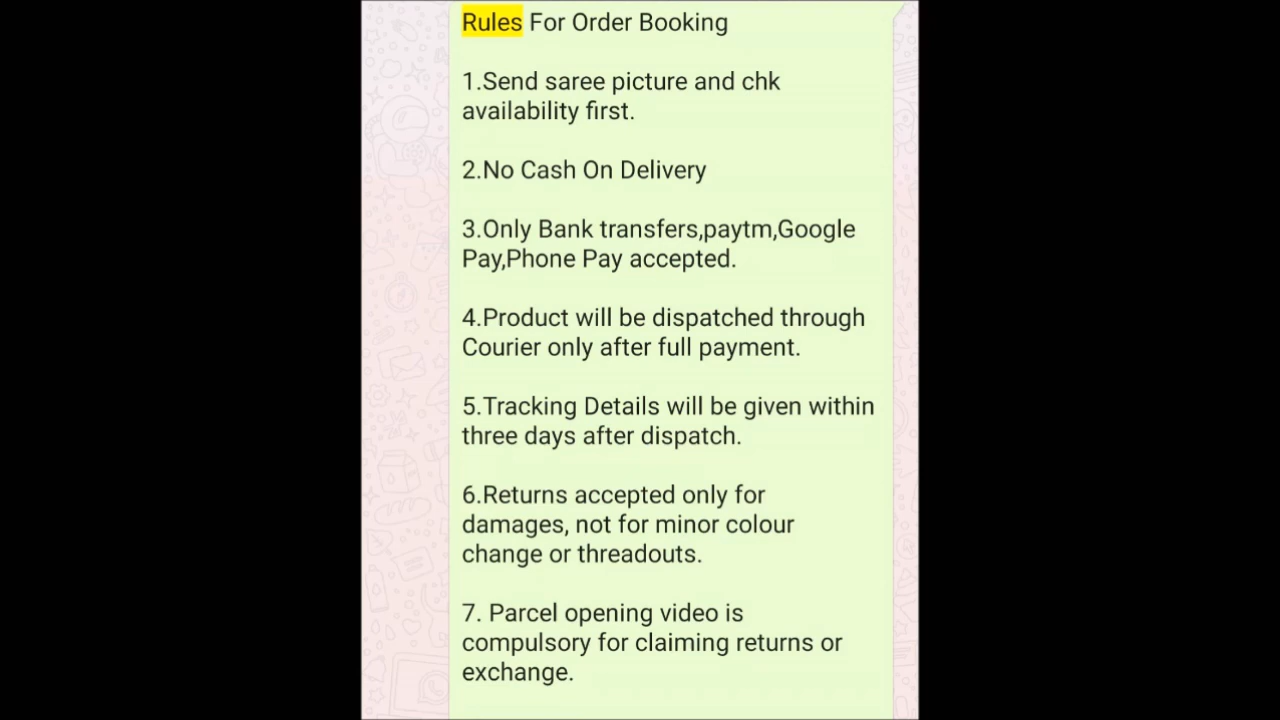 Rules For Order Booking
1.Send saree picture and chk
availability first.
2.No Cash On Delivery
3.Only Bank transfers,paytm,Google
Pay,Phone Pay accepted.
4.Product will be dispatched through
Courier only after full payment.
5.Tracking Details will be given within
three days after dispatch.
6.Returns accepted only for
damages, not for minor colour
change or threadouts.
7. Parcel opening video is
compulsory for claiming returns or
exchange.